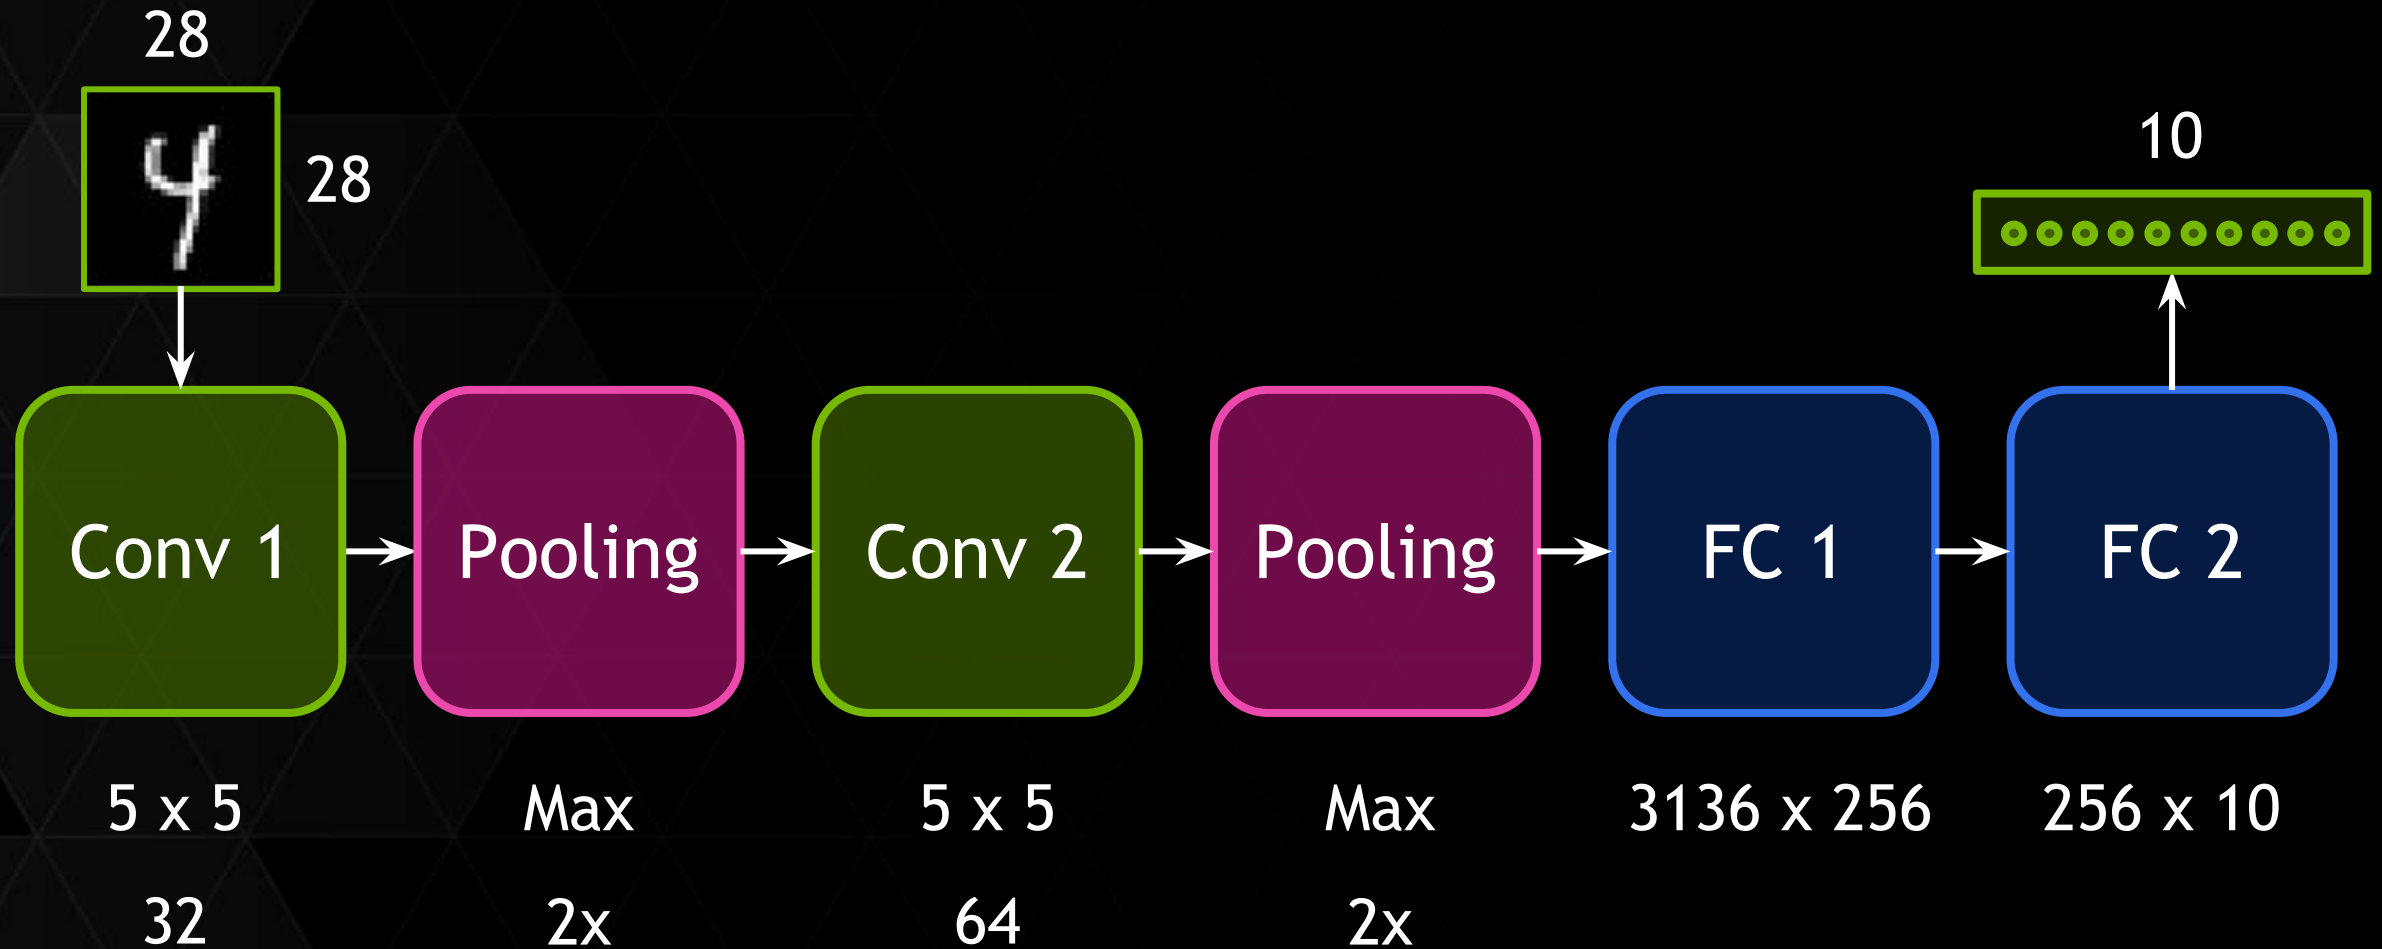 28
28
10
Conv 1
Pooling
Conv 2
Pooling
FC 1
FC 2
5 x 5
Max
5 x 5
Max
3136 x 256
256 x 10
32
2x
64
2x